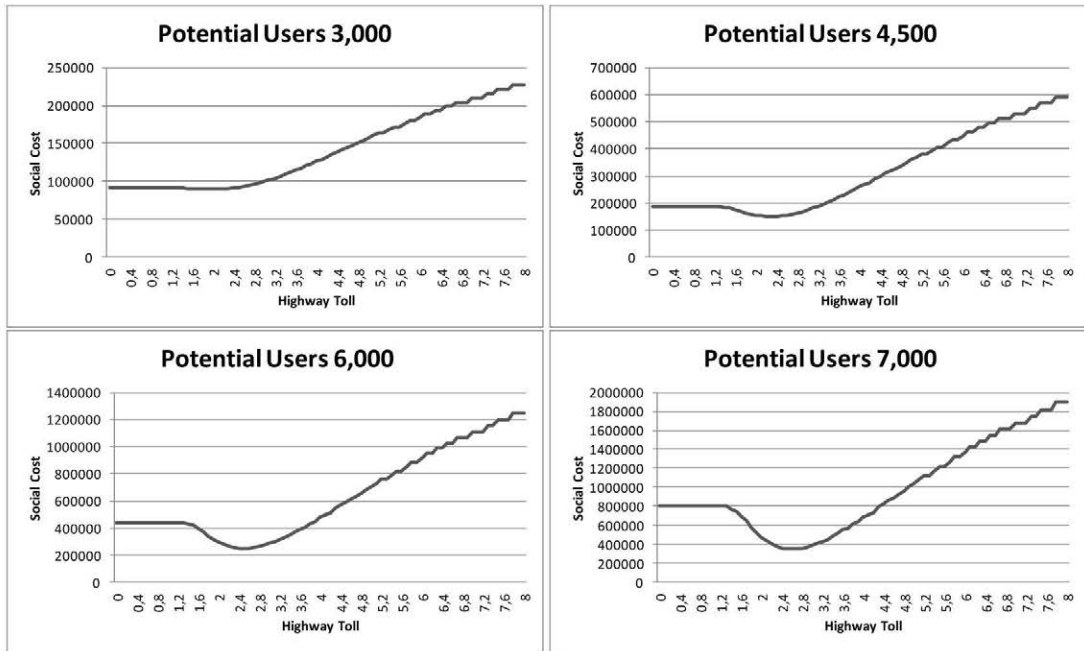 Potential Users 3,000
Social Cost
250000
200000
150000
100000
50000
0
0 0,4 0,8 1,2 1,6 2 2,4 2,8 3,2 3,6 4 4,4 4,8 5,2 5,6 6 6,4 6,8 7,2 7,6 8
Highway Toll
Potential Users 4,500
Social Cost
700000
600000
500000
400000
300000
200000
100000
0
0 0,4 0,8 1,2 1,6 2 2,4 2,8 3,2 3,6 4 4,4 4,8 5,2 5,6 6 6,4 6,8 7,2 7,6 8
Highway Toll
Potential Users 6,000
Social Cost
1400000
1200000
1000000
800000
600000
400000
200000
0
0 0,4 0,8 1,2 1,6 2 2,4 2,8 3,2 3,6 4 4,4 4,8 5,2 5,6 6 6,4 6,8 7,2 7,6 8
Highway Toll
Potential Users 7,000
Social Cost
2000000
1800000
1600000
1400000
1200000
1000000
800000
600000
400000
200000
0
0 0,4 0,8 1,2 1,6 2 2,4 2,8 3,2 3,6 4 4,4 4,8 5,2 5,6 6 6,4 6,8 7,2 7,6 8
Highway Toll